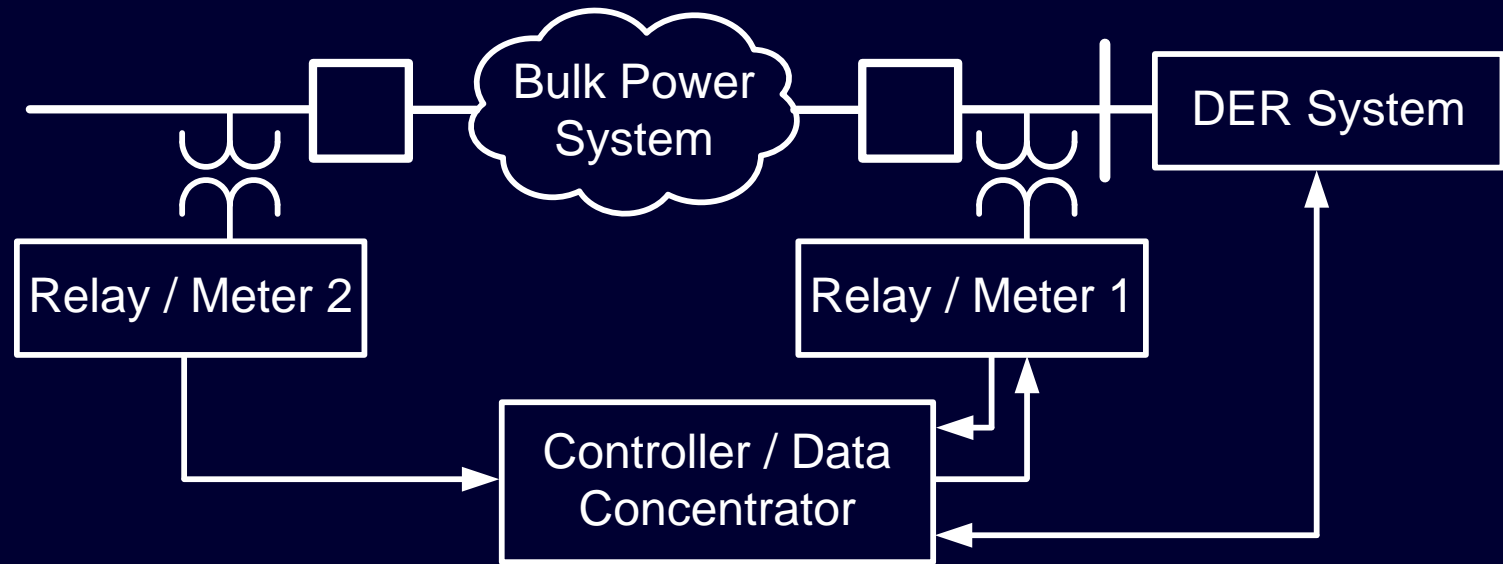 Bulk Power
System
DER System
Relay / Meter 2
Relay / Meter 1
Controller / Data
Concentrator